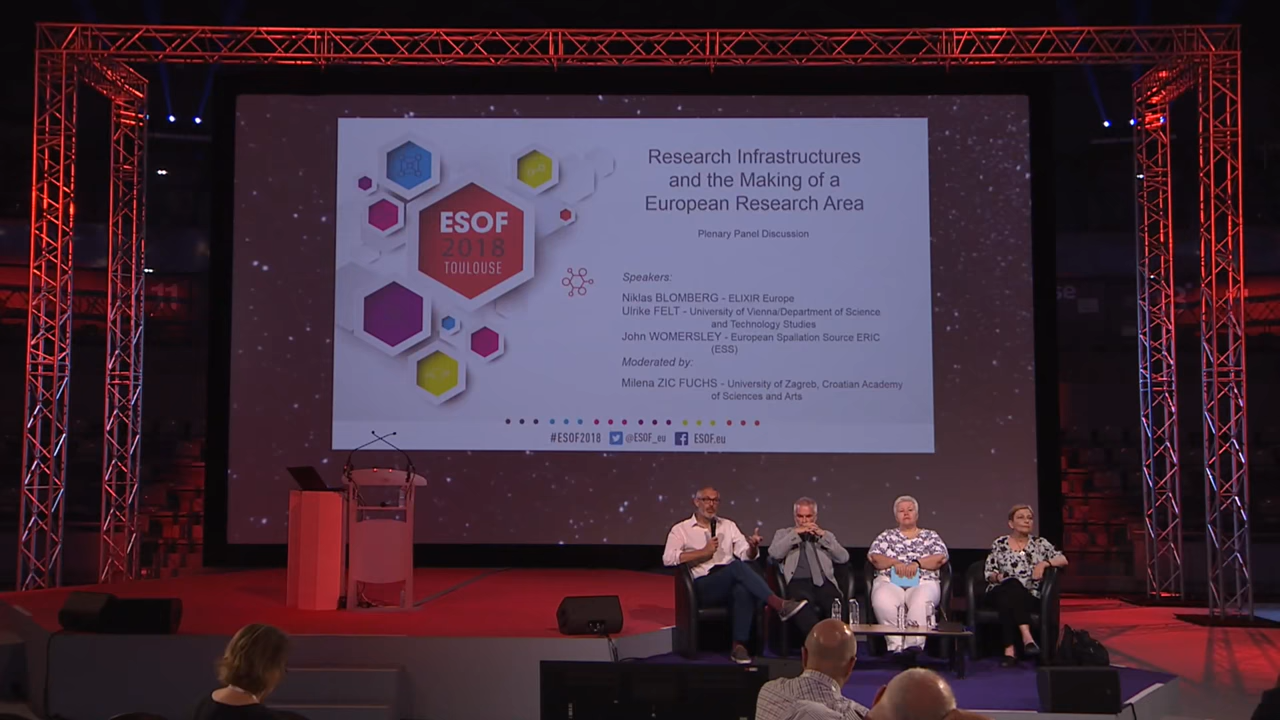 ESOF
2018
TOULOUSE
Research Infrastructures
and the Making of a
European Research Area
Plenary Panel Discussion
Speakers:
Niklas BLOMBERG - ELIXIR Europe
Ulrike FELT - University of Vienna/Department of Science
and Technology Studies
John WOMERSLEY - European Spallation Source ERIC
(ESS)
Moderated by:
Milena ZIC FUCHS - University of Zagreb, Croatian Academy
of Sciences and Arts
#ESOF2018 @ESOF_eu ESOF.eu